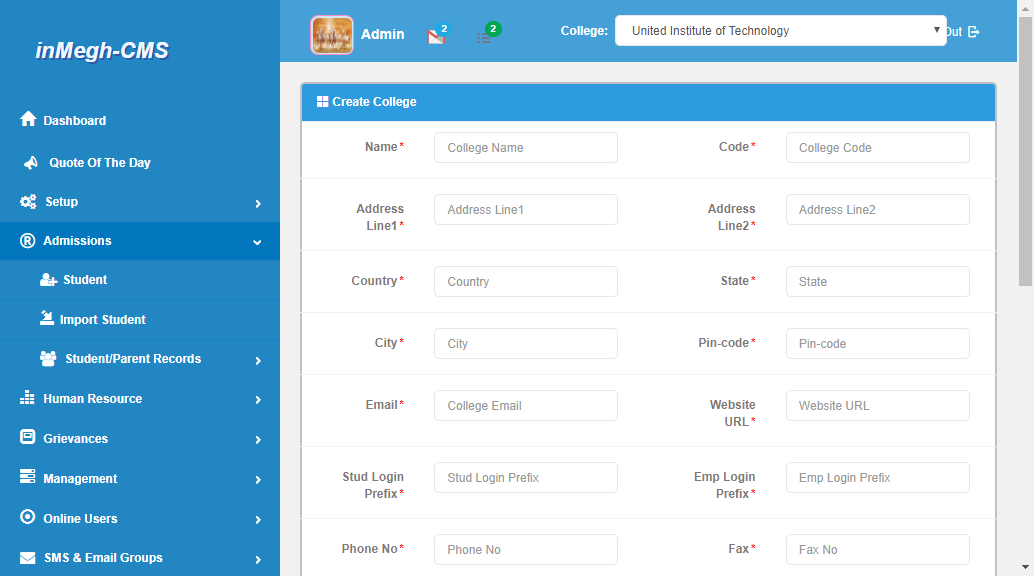 inMegh-CMS
Admin
2
2
College:
United Institute of Technology
Out
Dashboard
Quote Of The Day
Setup
Admissions
Student
Import Student
Student/Parent Records
Human Resource
Grievances
Management
Online Users
SMS & Email Groups
Create College
Name*
College Name
Code*
College Code
Address
Line1*
Address Line1
Address
Line2*
Address Line2
Country*
Country
State*
State
City*
City
Pin-code*
Pin-code
Email*
College Email
Website
URL*
Website URL
Stud Login
Prefix*
Stud Login Prefix
Emp Login
Prefix*
Emp Login Prefix
Phone No*
Phone No
Fax*
Fax No